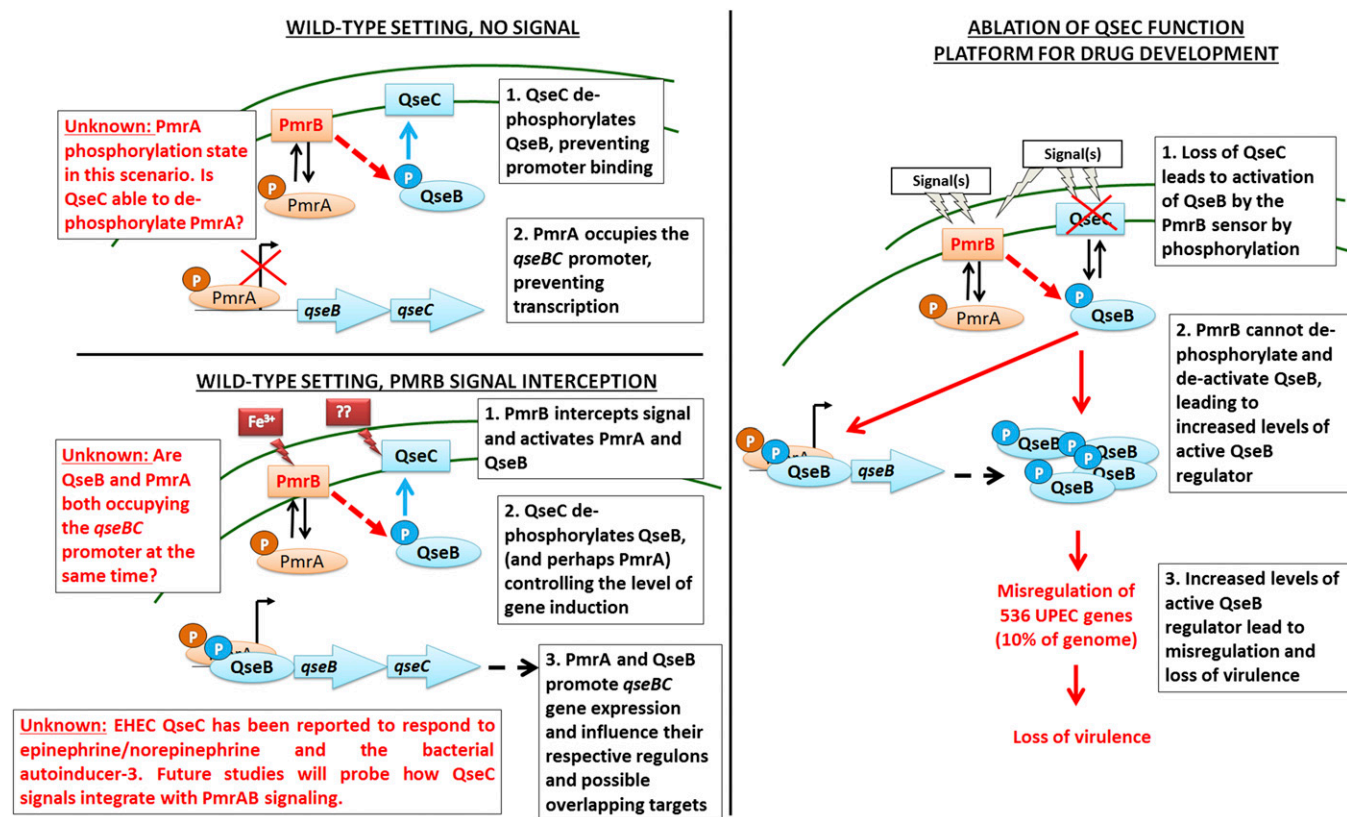 WILD-TYPE SETTING, NO SIGNAL
Unknown: PmrA
phosphorylation state
in this scenario. Is
QseC able to de-
phosphorylate PmrA?
PmrB
QseC
P
PmrA
P
QseB
1. QseC de-
phosphorylates
QseB, preventing
promoter binding
2. PmrA occupies the
qseBC promoter,
preventing
transcription
P
PmrA
qseB
qseC
WILD-TYPE SETTING, PMRB SIGNAL INTERCEPTION
Fe3+
??
Unknown: Are
QseB and PmrA
both occupying
the qseBC
promoter at the
same time?
PmrB
QseC
P
PmrA
P
QseB
1. PmrB intercepts signal
and activates PmrA and
QseB
2. QseC de-
phosphorylates QseB,
(and perhaps PmrA)
controlling the level of
gene induction
P
P
QseB
qseB
qseC
3. PmrA and QseB
promote qseBC
gene expression
and influence their
respective regulons
and possible
overlapping targets
Unknown: EHEC QseC has been reported to respond to
epinephrine/norepinephrine and the bacterial
autoinducer-3. Future studies will probe how QseC
signals integrate with PmrAB signaling.
ABLATION OF QSEC FUNCTION
PLATFORM FOR DRUG DEVELOPMENT
Signal(s)
Signal(s)
PmrB
QseC
P
PmrA
P
QseB
1. Loss of QseC
leads to activation
of QseB by the
PmrB sensor by
phosphorylation
2. PmrB cannot de-
phosphorylate and
de-activate QseB,
leading to
increased levels of
active QseB
regulator
P
P
QseB
qseB
QseB
P
P
QseB
P
QseB
P
QseB
Misregulation of
536 UPEC genes
(10% of genome)
3. Increased levels of
active QseB
regulator lead to
misregulation and
loss of virulence
Loss of virulence